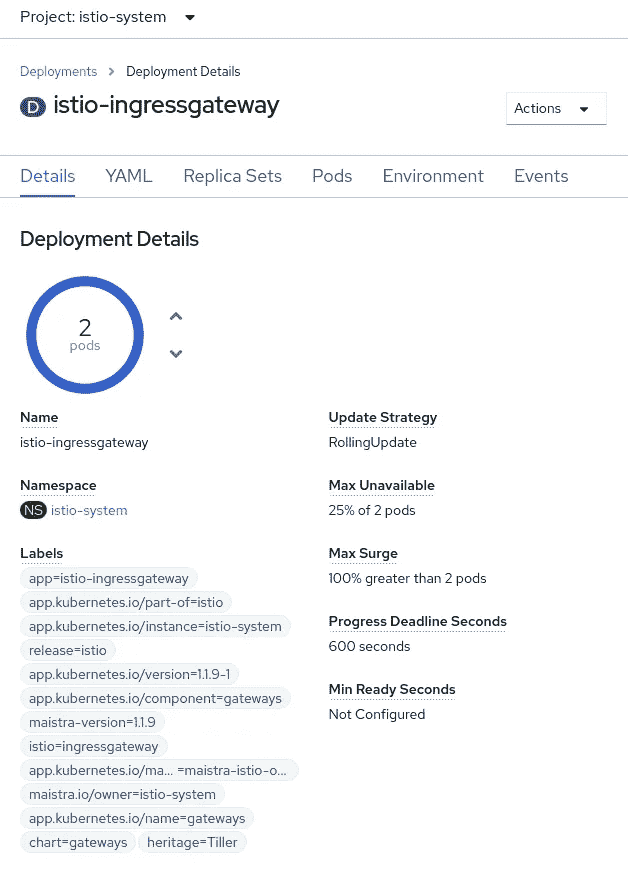 Project: istio-system
Deployments > Deployment Details
D istio-ingressgateway
Actions
Details YAML Replica Sets Pods Environment Events
Deployment Details
2
pods
Name
istio-ingressgateway
Namespace
NS istio-system
Labels
app=istio-ingressgateway
app.kubernetes.io/part-of=istio
app.kubernetes.io/instance=istio-system
release=istio
app.kubernetes.io/version=1.1.9-1
app.kubernetes.io/component=gateways
maistra-version=1.1.9
istio=ingressgateway
app.kubernetes.io/ma... =maistra-istio-o...
maistra.io/owner=istio-system
app.kubernetes.io/name=gateways
chart=gateways heritage=Tiller
Update Strategy
RollingUpdate
Max Unavailable
25% of 2 pods
Max Surge
100% greater than 2 pods
Progress Deadline Seconds
600 seconds
Min Ready Seconds
Not Configured